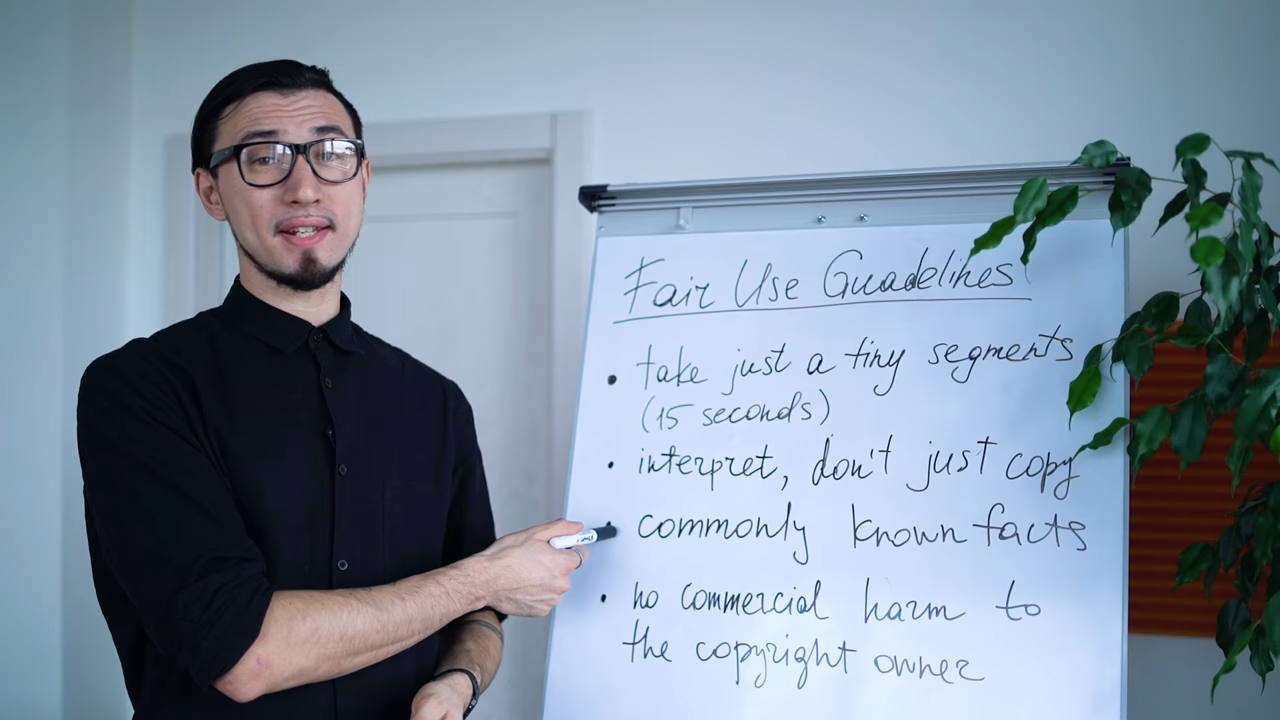 Fair Use Guadelines
• take just a tiny segments
(15 seconds)
• interpret, don't just copy
• commonly known facts
• no commercial harm to
the copyright owner